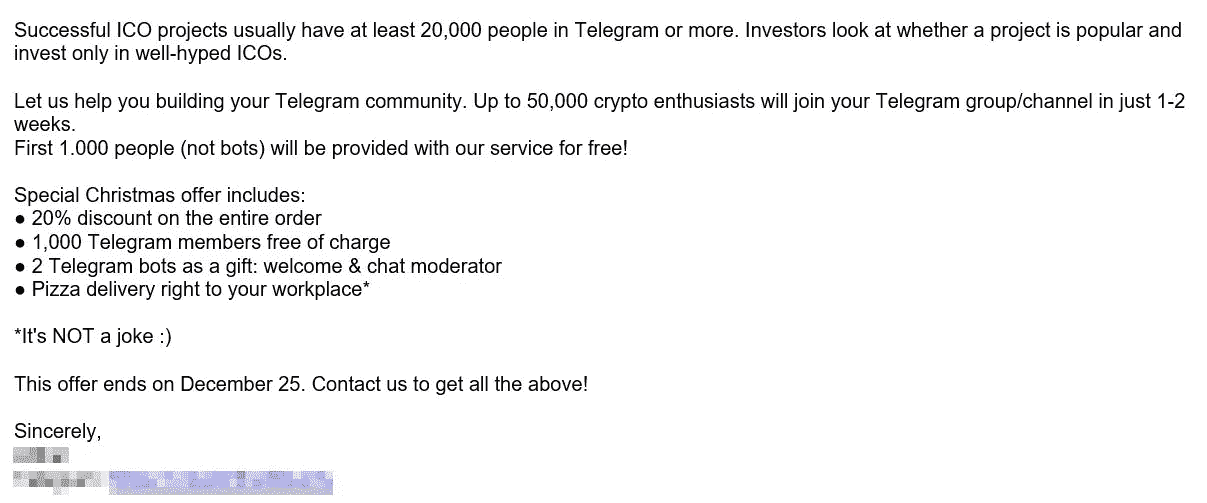 Successful ICO projects usually have at least 20,000 people in Telegram or more. Investors look at whether a project is popular and
invest only in well-hyped ICOs.
Let us help you building your Telegram community. Up to 50,000 crypto enthusiasts will join your Telegram group/channel in just 1-2
weeks.
First 1.000 people (not bots) will be provided with our service for free!
Special Christmas offer includes:
● 20% discount on the entire order
● 1,000 Telegram members free of charge
● 2 Telegram bots as a gift: welcome & chat moderator
● Pizza delivery right to your workplace*
*It's NOT a joke :)
This offer ends on December 25. Contact us to get all the above!
Sincerely,